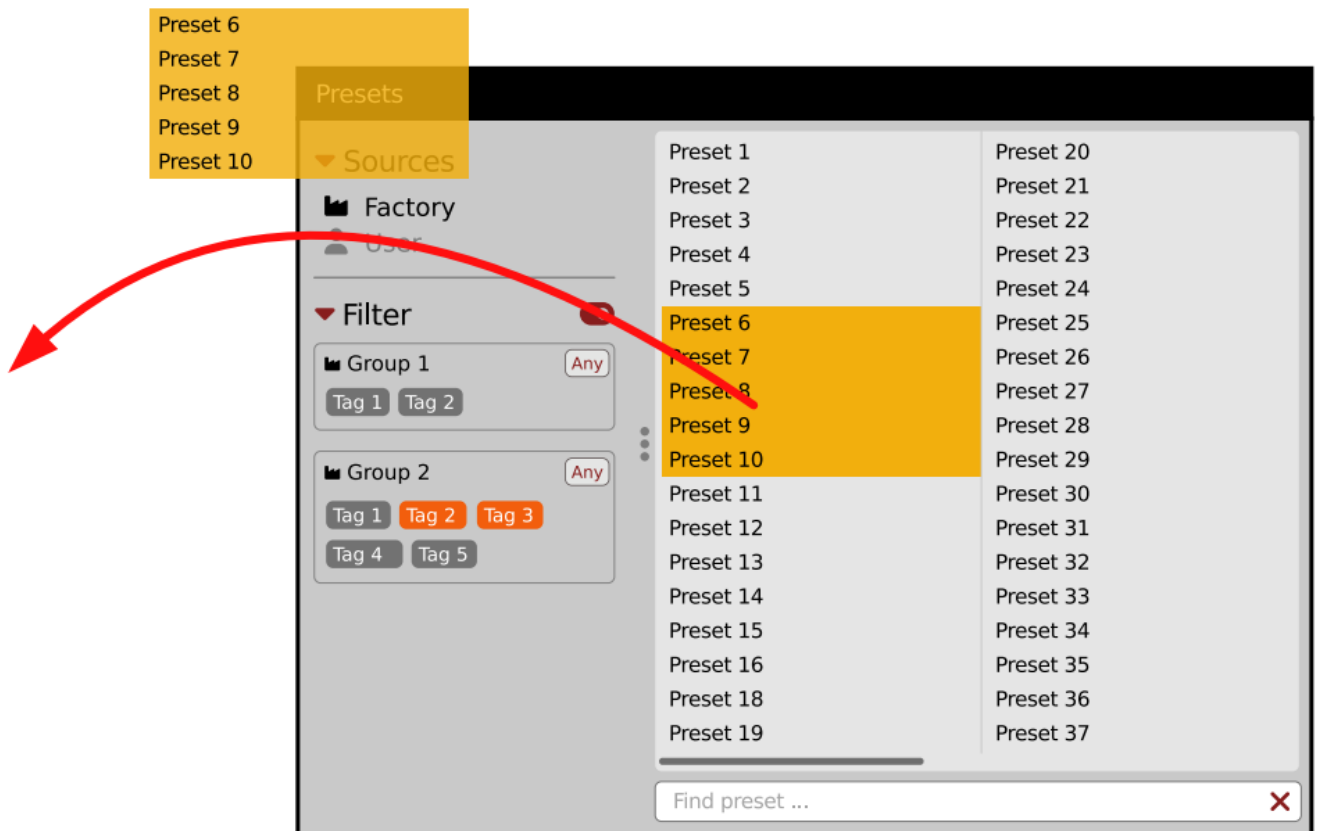 Preset 6
Preset 7
Preset 8
Preset 9
Preset 10
Presets
Sources
Factory
User
Filter
Group 1 Any
Tag 1 Tag 2
Group 2 Any
Tag 1 Tag 2 Tag 3
Tag 4 Tag 5
Preset 1
Preset 2
Preset 3
Preset 4
Preset 5
Preset 6
Preset 7
Preset 8
Preset 9
Preset 10
Preset 11
Preset 12
Preset 13
Preset 14
Preset 15
Preset 16
Preset 18
Preset 19
Preset 20
Preset 21
Preset 22
Preset 23
Preset 24
Preset 25
Preset 26
Preset 27
Preset 28
Preset 29
Preset 30
Preset 31
Preset 32
Preset 33
Preset 34
Preset 35
Preset 36
Preset 37
Find preset ...